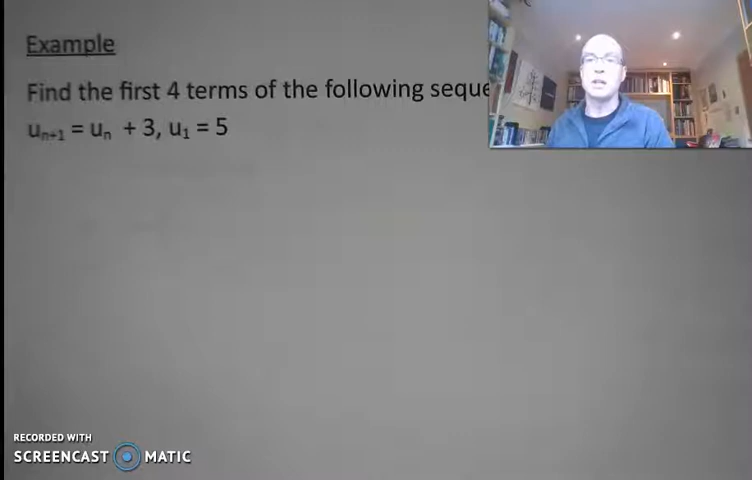 Example
Find the first 4 terms of the following seque
uₙ₊₁ = uₙ + 3, u₁ = 5
RECORDED WITH
SCREENCAST MATIC